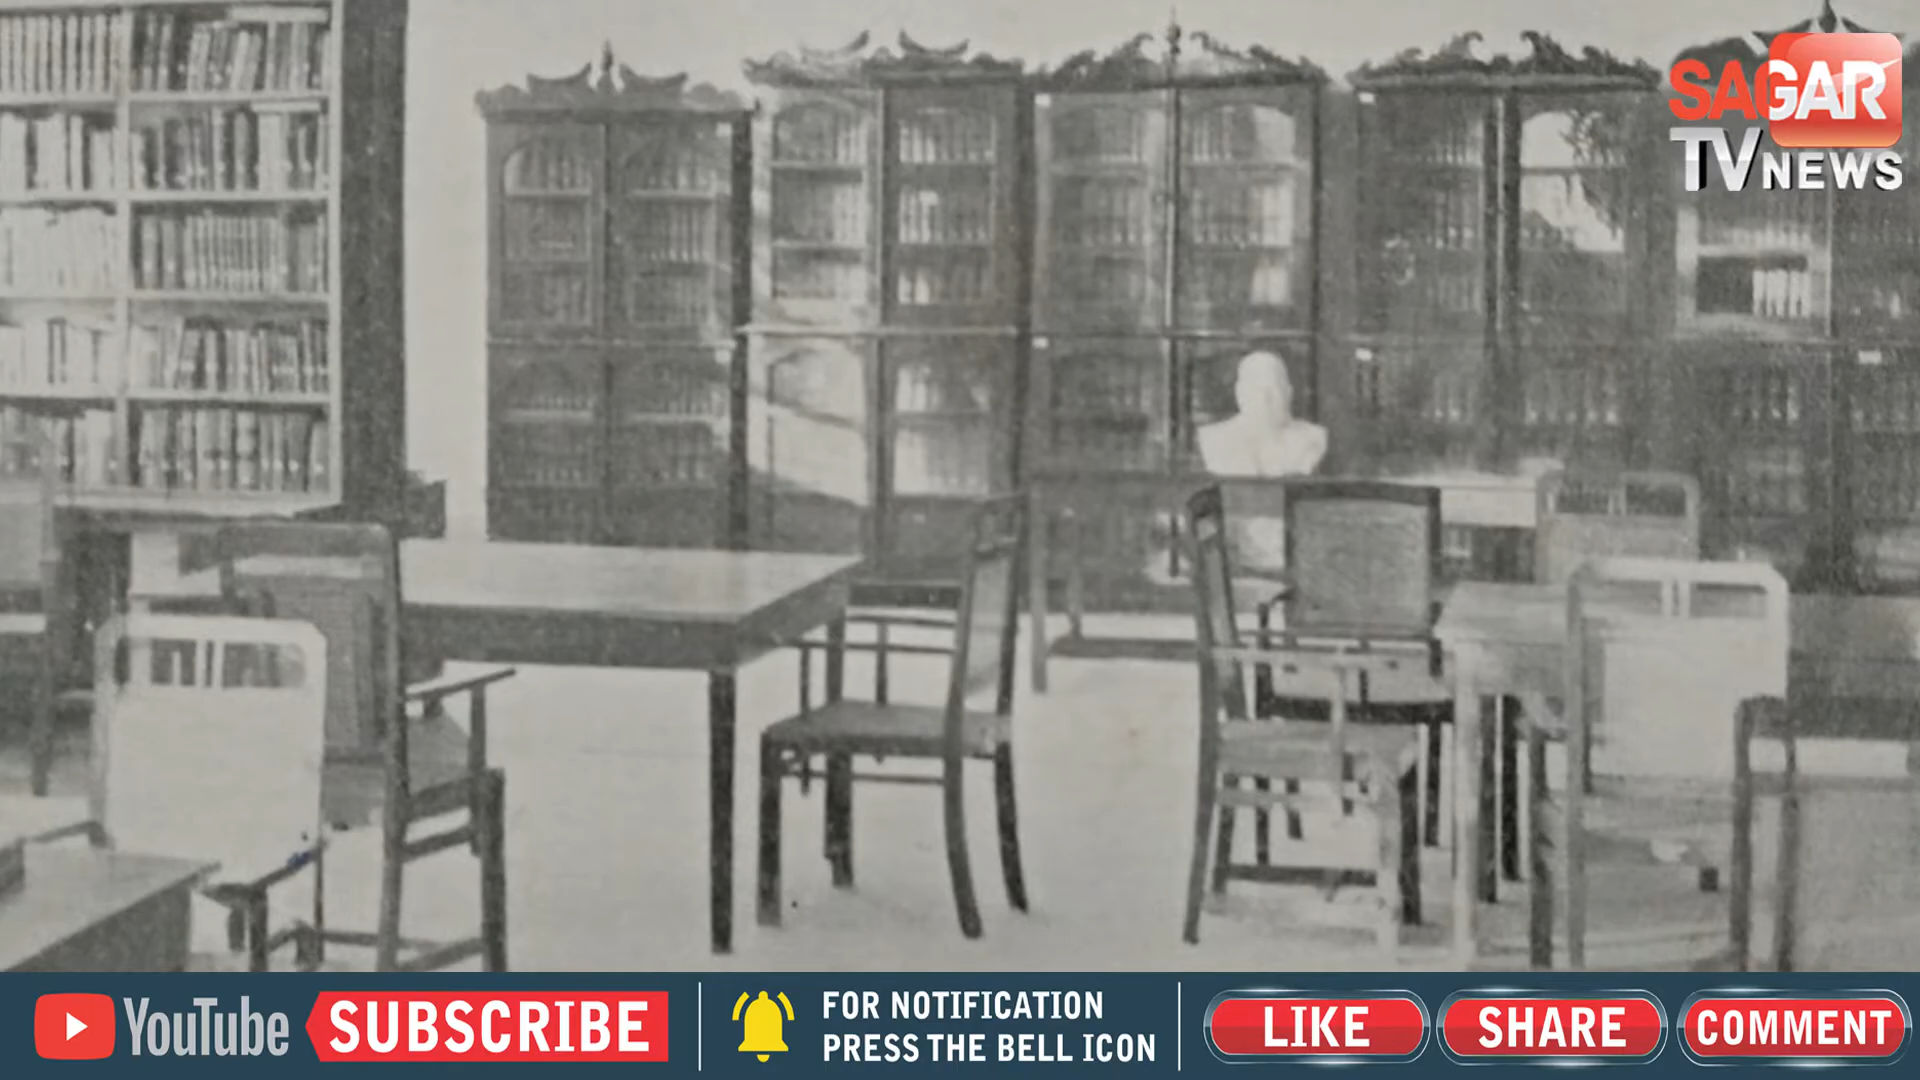 SAGAR
TV NEWS
YouTube
SUBSCRIBE
FOR NOTIFICATION
PRESS THE BELL ICON
LIKE
SHARE
COMMENT